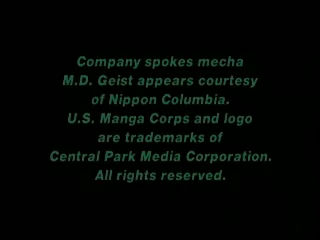 Company spokes mecha
M.D. Geist appears courtesy
of Nippon Columbia.
U.S. Manga Corps and logo
are trademarks of
Central Park Media Corporation.
All rights reserved.